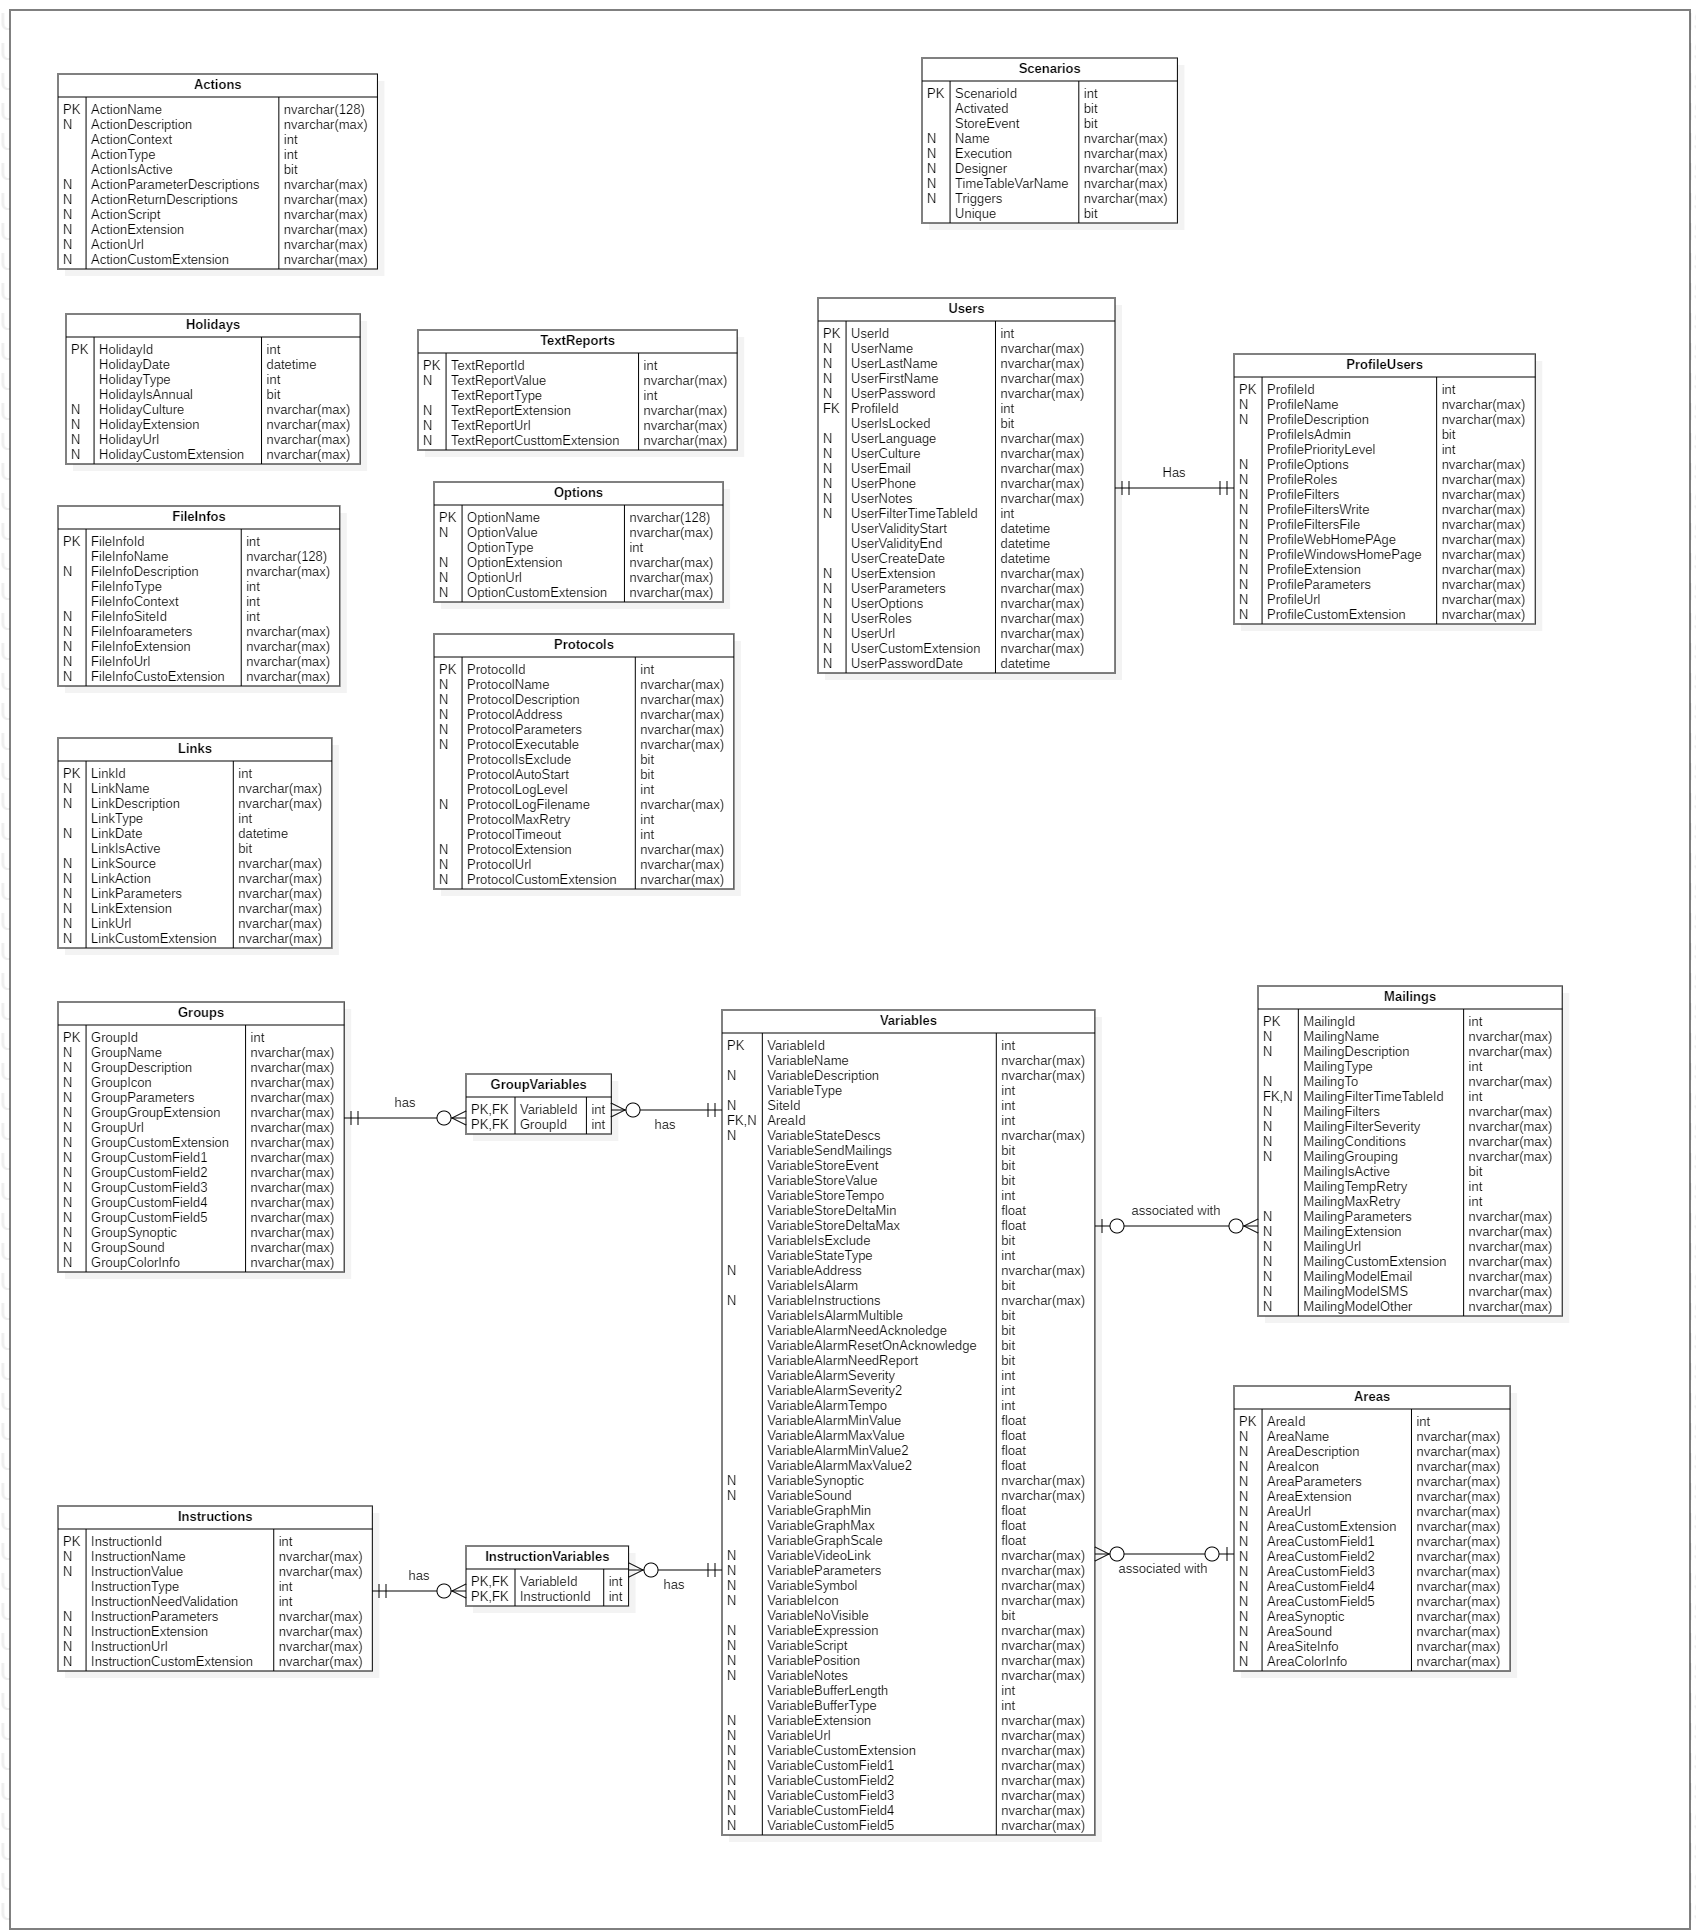 Actions
PK ActionName nvarchar(128)
N ActionDescription nvarchar(max)
ActionContext int
ActionType int
ActionIsActive bit
N ActionParameterDescriptions nvarchar(max)
N ActionReturnDescriptions nvarchar(max)
N ActionScript nvarchar(max)
N ActionExtension nvarchar(max)
N ActionUrl nvarchar(max)
N ActionCustomExtension nvarchar(max)
Scenarios
PK ScenarioId int
Activated bit
StoreEvent bit
N Name nvarchar(max)
N Execution nvarchar(max)
N Designer nvarchar(max)
N TimeTableVarName nvarchar(max)
N Triggers nvarchar(max)
Unique bit
Holidays
PK HolidayId int
HolidayDate datetime
HolidayType int
HolidayIsAnnual bit
N HolidayCulture nvarchar(max)
N HolidayExtension nvarchar(max)
N HolidayUrl nvarchar(max)
N HolidayCustomExtension nvarchar(max)
TextReports
PK TextReportId int
N TextReportValue nvarchar(max)
TextReportType int
N TextReportExtension nvarchar(max)
N TextReportUrl nvarchar(max)
N TextReportCusttomExtension nvarchar(max)
Users
PK UserId int
N UserName nvarchar(max)
N UserLastName nvarchar(max)
N UserFirstName nvarchar(max)
N UserPassword nvarchar(max)
FK ProfileId int
UserIsLocked bit
N UserLanguage nvarchar(max)
N UserCulture nvarchar(max)
N UserEmail nvarchar(max)
N UserPhone nvarchar(max)
N UserNotes nvarchar(max)
N UserFilterTimeTableId int
UserValidityStart datetime
UserValidityEnd datetime
UserCreateDate datetime
N UserExtension nvarchar(max)
N UserParameters nvarchar(max)
N UserOptions nvarchar(max)
N UserRoles nvarchar(max)
N UserUrl nvarchar(max)
N UserCustomExtension nvarchar(max)
N UserPasswordDate datetime
Has
ProfileUsers
PK ProfileId int
N ProfileName nvarchar(max)
N ProfileDescription nvarchar(max)
ProfileIsAdmin bit
ProfilePriorityLevel int
N ProfileOptions nvarchar(max)
N ProfileRoles nvarchar(max)
N ProfileFilters nvarchar(max)
N ProfileFiltersWrite nvarchar(max)
N ProfileFiltersFile nvarchar(max)
N ProfileWebHomePAge nvarchar(max)
N ProfileWindowsHomePage nvarchar(max)
N ProfileExtension nvarchar(max)
N ProfileParameters nvarchar(max)
N ProfileUrl nvarchar(max)
N ProfileCustomExtension nvarchar(max)
Options
PK OptionName nvarchar(128)
N OptionValue nvarchar(max)
OptionType int
N OptionExtension nvarchar(max)
N OptionUrl nvarchar(max)
N OptionCustomExtension nvarchar(max)
FileInfos
PK FileInfoId int
FileInfoName nvarchar(128)
N FileInfoDescription nvarchar(max)
FileInfoType int
FileInfoContext int
N FileInfoSiteId int
N FileInfoarameters nvarchar(max)
N FileInfoExtension nvarchar(max)
N FileInfoUrl nvarchar(max)
N FileInfoCustoExtension nvarchar(max)
Protocols
PK ProtocolId int
N ProtocolName nvarchar(max)
N ProtocolDescription nvarchar(max)
N ProtocolAddress nvarchar(max)
N ProtocolParameters nvarchar(max)
N ProtocolExecutable nvarchar(max)
ProtocolIsExclude bit
ProtocolAutoStart bit
ProtocolLogLevel int
N ProtocolLogFilename nvarchar(max)
ProtocolMaxRetry int
ProtocolTimeout int
N ProtocolExtension nvarchar(max)
N ProtocolUrl nvarchar(max)
N ProtocolCustomExtension nvarchar(max)
Links
PK LinkId int
N LinkName nvarchar(max)
N LinkDescription nvarchar(max)
LinkType int
N LinkDate datetime
LinkIsActive bit
N LinkSource nvarchar(max)
N LinkAction nvarchar(max)
N LinkParameters nvarchar(max)
N LinkExtension nvarchar(max)
N LinkUrl nvarchar(max)
N LinkCustomExtension nvarchar(max)
Groups
PK GroupId int
N GroupName nvarchar(max)
N GroupDescription nvarchar(max)
N GroupIcon nvarchar(max)
N GroupParameters nvarchar(max)
N GroupGroupExtension nvarchar(max)
N GroupUrl nvarchar(max)
N GroupCustomExtension nvarchar(max)
N GroupCustomField1 nvarchar(max)
N GroupCustomField2 nvarchar(max)
N GroupCustomField3 nvarchar(max)
N GroupCustomField4 nvarchar(max)
N GroupCustomField5 nvarchar(max)
N GroupSynoptic nvarchar(max)
N GroupSound nvarchar(max)
N GroupColorInfo nvarchar(max)
has
GroupVariables
PK,FK VariableId int
PK,FK GroupId int
has
Variables
PK VariableId int
VariableName nvarchar(max)
N VariableDescription nvarchar(max)
VariableType int
N SiteId int
FK,N AreaId int
N VariableStateDescs nvarchar(max)
VariableSendMailings bit
VariableStoreEvent bit
VariableStoreValue bit
VariableStoreTempo int
VariableStoreDeltaMin float
VariableStoreDeltaMax float
VariableIsExclude bit
VariableStateType int
N VariableAddress nvarchar(max)
VariableIsAlarm bit
N VariableInstructions nvarchar(max)
VariableIsAlarmMultible bit
VariableAlarmNeedAcknoledge bit
VariableAlarmResetOnAcknowledge bit
VariableAlarmNeedReport bit
VariableAlarmSeverity int
VariableAlarmSeverity2 int
VariableAlarmTempo int
VariableAlarmMinValue float
VariableAlarmMaxValue float
VariableAlarmMinValue2 float
VariableAlarmMaxValue2 float
N VariableSynoptic nvarchar(max)
N VariableSound nvarchar(max)
VariableGraphMin float
VariableGraphMax float
VariableGraphScale float
N VariableVideoLink nvarchar(max)
N VariableParameters nvarchar(max)
N VariableSymbol nvarchar(max)
N VariableIcon nvarchar(max)
VariableNoVisible bit
N VariableExpression nvarchar(max)
N VariableScript nvarchar(max)
N VariablePosition nvarchar(max)
N VariableNotes nvarchar(max)
VariableBufferLength int
VariableBufferType int
N VariableExtension nvarchar(max)
N VariableUrl nvarchar(max)
N VariableCustomExtension nvarchar(max)
N VariableCustomField1 nvarchar(max)
N VariableCustomField2 nvarchar(max)
N VariableCustomField3 nvarchar(max)
N VariableCustomField4 nvarchar(max)
N VariableCustomField5 nvarchar(max)
associated with
Mailings
PK MailingId int
N MailingName nvarchar(max)
N MailingDescription nvarchar(max)
MailingType int
N MailingTo nvarchar(max)
FK,N MailingFilterTimeTableId int
N MailingFilters nvarchar(max)
N MailingFilterSeverity nvarchar(max)
N MailingConditions nvarchar(max)
N MailingGrouping nvarchar(max)
MailingIsActive bit
MailingTempRetry int
MailingMaxRetry int
N MailingParameters nvarchar(max)
N MailingExtension nvarchar(max)
N MailingUrl nvarchar(max)
N MailingCustomExtension nvarchar(max)
N MailingModelEmail nvarchar(max)
N MailingModelSMS nvarchar(max)
N MailingModelOther nvarchar(max)
associated with
Areas
PK AreaId int
N AreaName nvarchar(max)
N AreaDescription nvarchar(max)
N AreaIcon nvarchar(max)
N AreaParameters nvarchar(max)
N AreaExtension nvarchar(max)
N AreaUrl nvarchar(max)
N AreaCustomExtension nvarchar(max)
N AreaCustomField1 nvarchar(max)
N AreaCustomField2 nvarchar(max)
N AreaCustomField3 nvarchar(max)
N AreaCustomField4 nvarchar(max)
N AreaCustomField5 nvarchar(max)
N AreaSynoptic nvarchar(max)
N AreaSound nvarchar(max)
N AreaSiteInfo nvarchar(max)
N AreaColorInfo nvarchar(max)
Instructions
PK InstructionId int
N InstructionName nvarchar(max)
N InstructionValue nvarchar(max)
InstructionType int
InstructionNeedValidation int
N InstructionParameters nvarchar(max)
N InstructionExtension nvarchar(max)
N InstructionUrl nvarchar(max)
N InstructionCustomExtension nvarchar(max)
has
InstructionVariables
PK,FK VariableId int
PK,FK InstructionId int
has